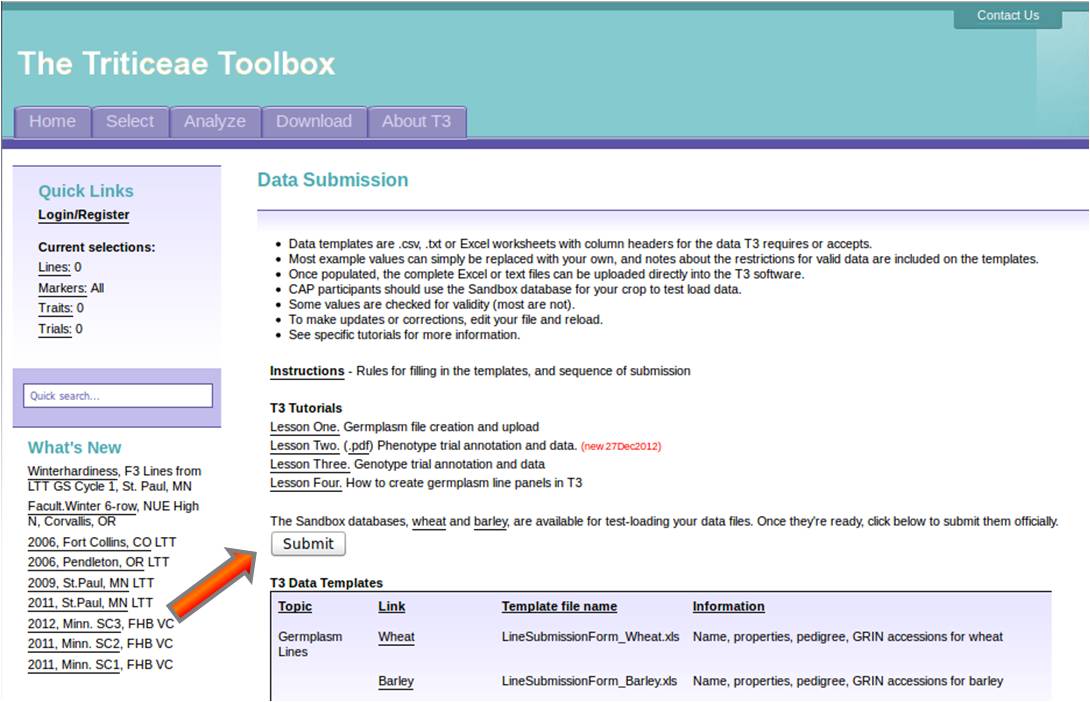 Contact Us
The Triticeae Toolbox
Home Select Analyze Download About T3
Quick Links
Login/Register
Current selections:
Lines: 0
Markers: All
Traits: 0
Trials: 0
Quick search...
What's New
Winterhardiness, F3 Lines from
LTT GS Cycle 1, St. Paul, MN
Facult.Winter 6-row, NUE High
N, Corvallis, OR
2006, Fort Collins, CO LTT
2006, Pendleton, OR LTT
2009, St.Paul, MN LTT
2011, St.Paul, MN LTT
2012, Minn. SC3, FHB VC
2011, Minn. SC2, FHB VC
2011, Minn. SC1, FHB VC
Data Submission
• Data templates are .csv, .txt or Excel worksheets with column headers for the data T3 requires or accepts.
• Most example values can simply be replaced with your own, and notes about the restrictions for valid data are included on the templates.
• Once populated, the complete Excel or text files can be uploaded directly into the T3 software.
• CAP participants should use the Sandbox database for your crop to test load data.
• Some values are checked for validity (most are not).
• To make updates or corrections, edit your file and reload.
• See specific tutorials for more information.
Instructions - Rules for filling in the templates, and sequence of submission
T3 Tutorials
Lesson One. Germplasm file creation and upload
Lesson Two. (.pdf) Phenotype trial annotation and data. (new 27Dec2012)
Lesson Three. Genotype trial annotation and data
Lesson Four. How to create germplasm line panels in T3
The Sandbox databases, wheat and barley, are available for test-loading your data files. Once they're ready, click below to submit them officially.
Submit
T3 Data Templates
Topic Link Template file name Information
Germplasm Wheat LineSubmissionForm_Wheat.xls Name, properties, pedigree, GRIN accessions for wheat
Lines
Barley LineSubmissionForm_Barley.xls Name, properties, pedigree, GRIN accessions for barley